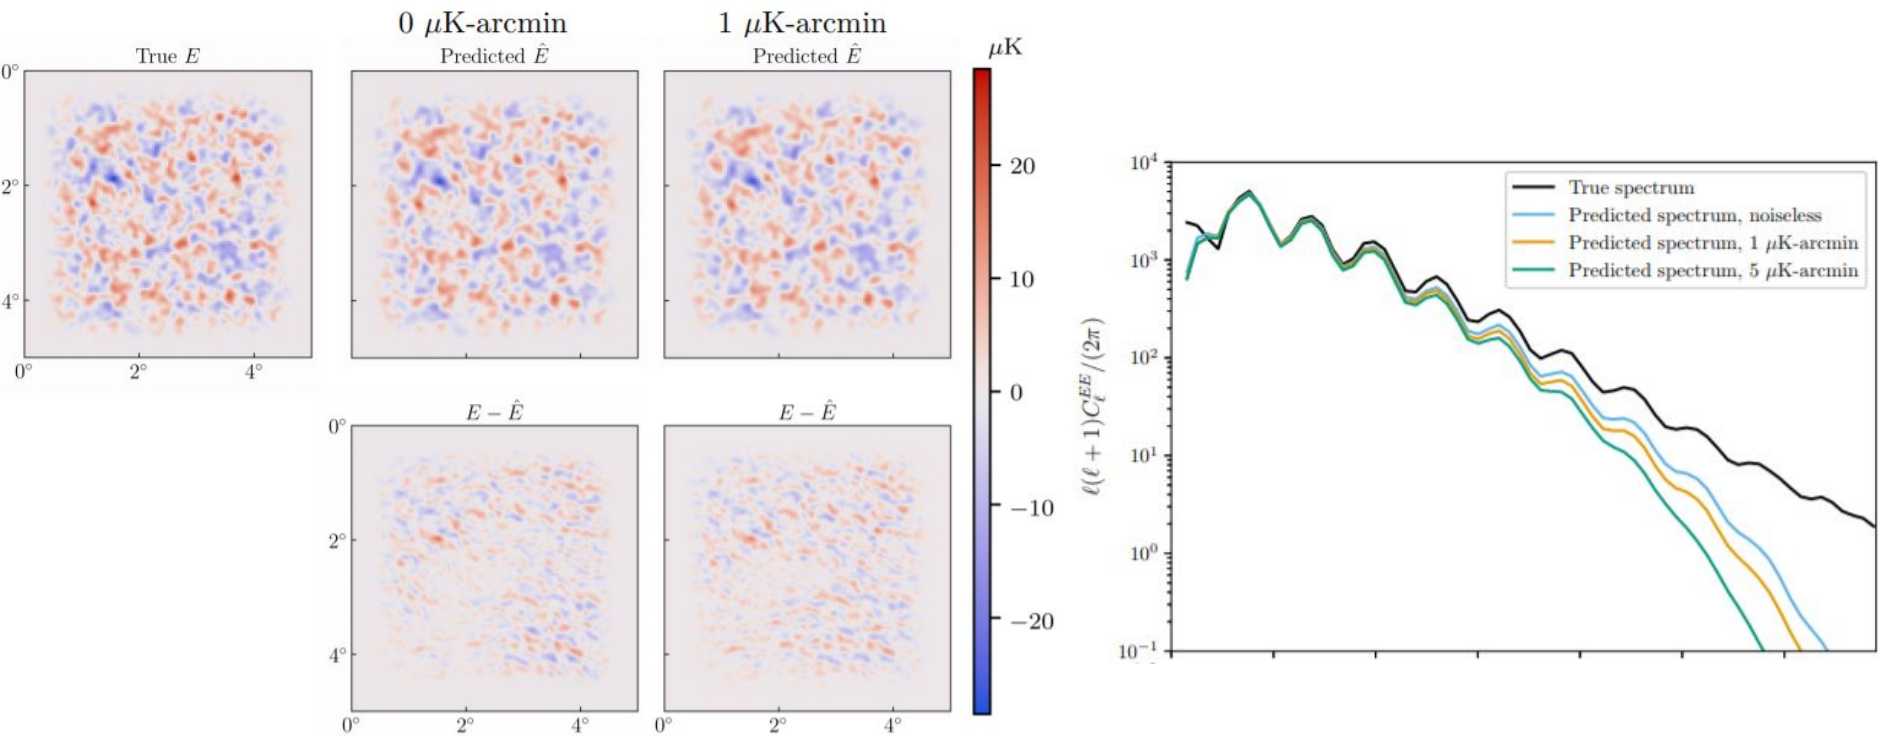 0 μK-arcmin 1 μK-arcmin
True E Predicted Ê Predicted Ê μK
0°
2°
4°
0° 2° 4°
20
10
0
−10
−20
E − Ê E − Ê
0°
2°
4°
0° 2° 4° 0° 2° 4°
ℓ(ℓ + 1)C_ℓ^{EE}/(2π)
10⁴
10³
10²
10¹
10⁰
10⁻¹
True spectrum
Predicted spectrum, noiseless
Predicted spectrum, 1 μK-arcmin
Predicted spectrum, 5 μK-arcmin